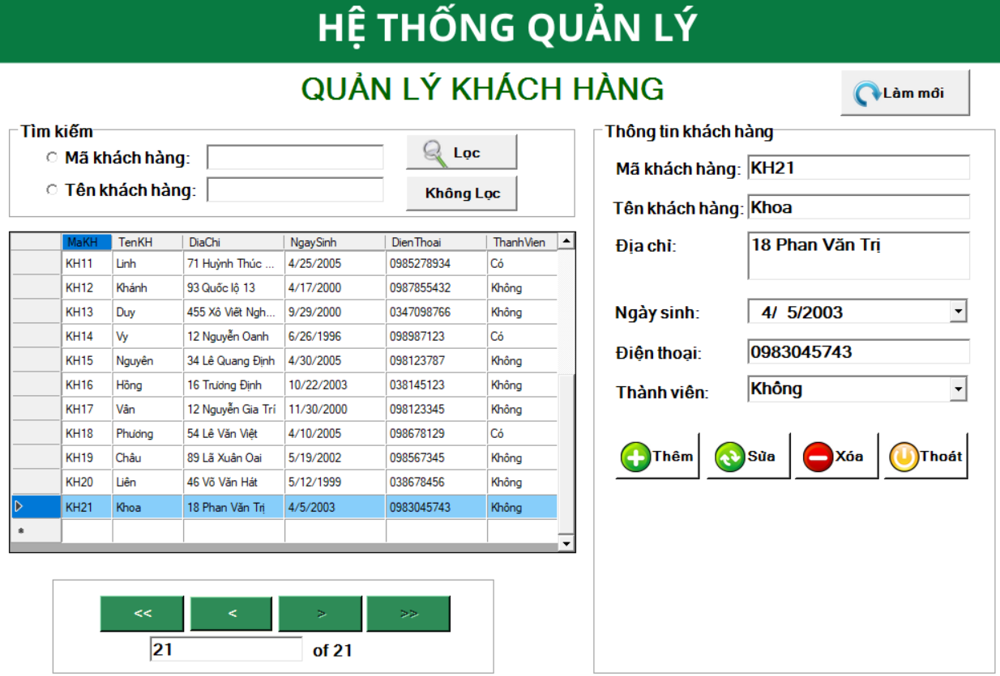 HỆ THỐNG QUẢN LÝ
QUẢN LÝ KHÁCH HÀNG
Làm mới
Tìm kiếm
Mã khách hàng:
Lọc
Tên khách hàng:
Không Lọc
MaKH TenKH DiaChi NgaySinh DienThoai ThanhVien
KH11 Linh 71 Huỳnh Thúc ... 4/25/2005 0985278934 Có
KH12 Khánh 93 Quốc lộ 13 4/17/2000 0987855432 Không
KH13 Duy 455 Xô Viết Ngh... 9/29/2000 0347098766 Không
KH14 Vy 12 Nguyễn Oanh 6/26/1996 098987123 Có
KH15 Nguyên 34 Lê Quang Định 4/30/2005 098123787 Không
KH16 Hồng 16 Trương Định 10/22/2003 038145123 Không
KH17 Vân 12 Nguyễn Gia Trí 11/30/2000 098123345 Không
KH18 Phương 54 Lê Văn Việt 4/10/2005 098678129 Có
KH19 Châu 89 Lã Xuân Oai 5/19/2002 098567345 Không
KH20 Liên 46 Võ Văn Hát 5/12/1999 038678456 Không
KH21 Khoa 18 Phan Văn Trị 4/5/2003 0983045743 Không
*
<< < > >>
21 of 21
Thông tin khách hàng
Mã khách hàng: KH21
Tên khách hàng: Khoa
Địa chỉ: 18 Phan Văn Trị
Ngày sinh: 4/ 5/2003
Điện thoại: 0983045743
Thành viên: Không
Thêm Sửa Xóa Thoát